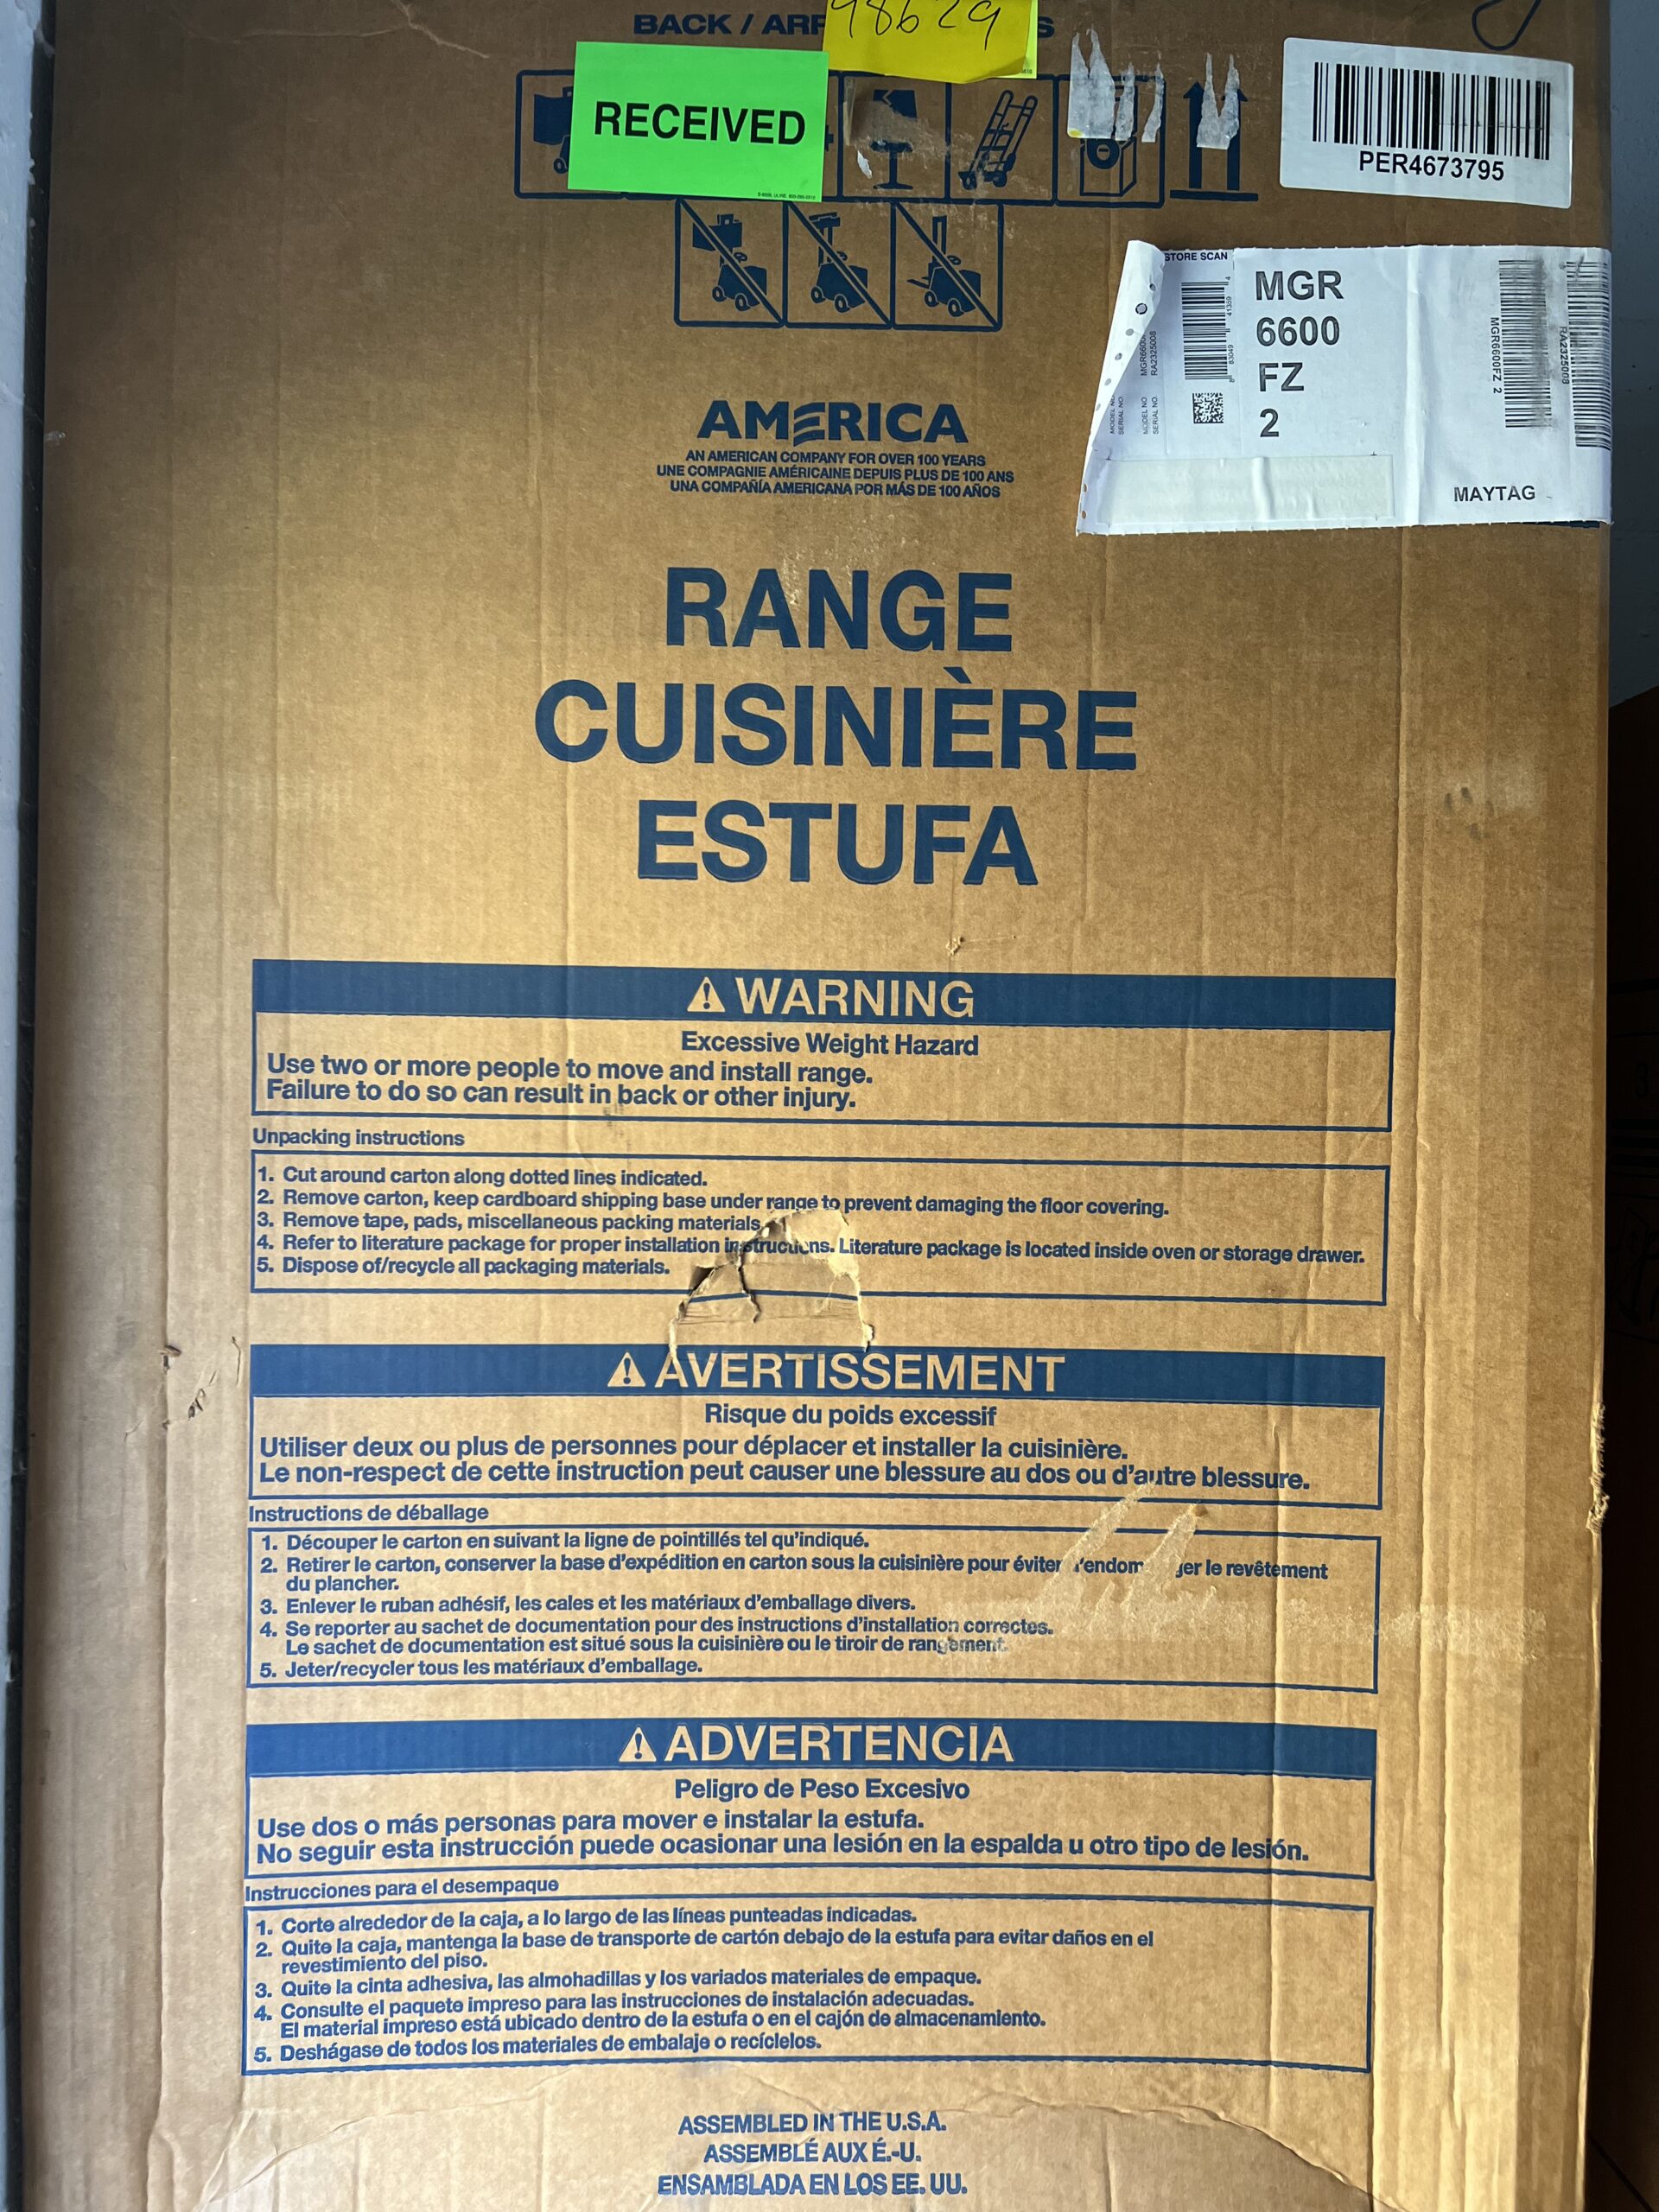 BACK / ARR
98629
S
RECEIVED
PER4673795
STORE SCAN
MGR
6600
FZ
2
MODEL NO.
SERIAL NO.
MODEL NO
SERIAL NO.
RA2325008
MGR6600FZ 2
RA2325008
MAYTAG
AMERICA
AN AMERICAN COMPANY FOR OVER 100 YEARS
UNE COMPAGNIE AMÉRICAINE DEPUIS PLUS DE 100 ANS
UNA COMPAÑÍA AMERICANA POR MÁS DE 100 AÑOS
RANGE
CUISINIÈRE
ESTUFA
WARNING
Excessive Weight Hazard
Use two or more people to move and install range.
Failure to do so can result in back or other injury.
Unpacking instructions
1. Cut around carton along dotted lines indicated.
2. Remove carton, keep cardboard shipping base under range to prevent damaging the floor covering.
3. Remove tape, pads, miscellaneous packing materials
4. Refer to literature package for proper installation instructions. Literature package is located inside oven or storage drawer.
5. Dispose of/recycle all packaging materials.
AVERTISSEMENT
Risque du poids excessif
Utiliser deux ou plus de personnes pour déplacer et installer la cuisinière.
Le non-respect de cette instruction peut causer une blessure au dos ou d'autre blessure.
Instructions de déballage
1. Découper le carton en suivant la ligne de pointillés tel qu'indiqué.
2. Retirer le carton, conserver la base d'expédition en carton sous la cuisinière pour éviter le revêtement
du plancher.
3. Enlever le ruban adhésif, les cales et les matériaux d'emballage divers.
4. Se reporter au sachet de documentation pour des instructions d'installation correctes.
Le sachet de documentation est situé sous la cuisinière ou le tiroir de rangement.
5. Jeter/recycler tous les matériaux d'emballage.
ADVERTENCIA
Peligro de Peso Excesivo
Use dos o más personas para mover e instalar la estufa.
No seguir esta instrucción puede ocasionar una lesión en la espalda u otro tipo de lesión.
Instrucciones para el desempaque
1. Corte alrededor de la caja, a lo largo de las líneas punteadas indicadas.
2. Quite la caja, mantenga la base de transporte de cartón debajo de la estufa para evitar daños en el
revestimiento del piso.
3. Quite la cinta adhesiva, las almohadillas y los variados materiales de empaque.
4. Consulte el paquete impreso para las instrucciones de instalación adecuadas.
El material impreso está ubicado dentro de la estufa o en el cajón de almacenamiento.
5. Deshágase de todos los materiales de embalaje o recíclelos.
ASSEMBLED IN THE U.S.A.
ASSEMBLÉ AUX É.-U.
ENSAMBLADA EN LOS EE. UU.